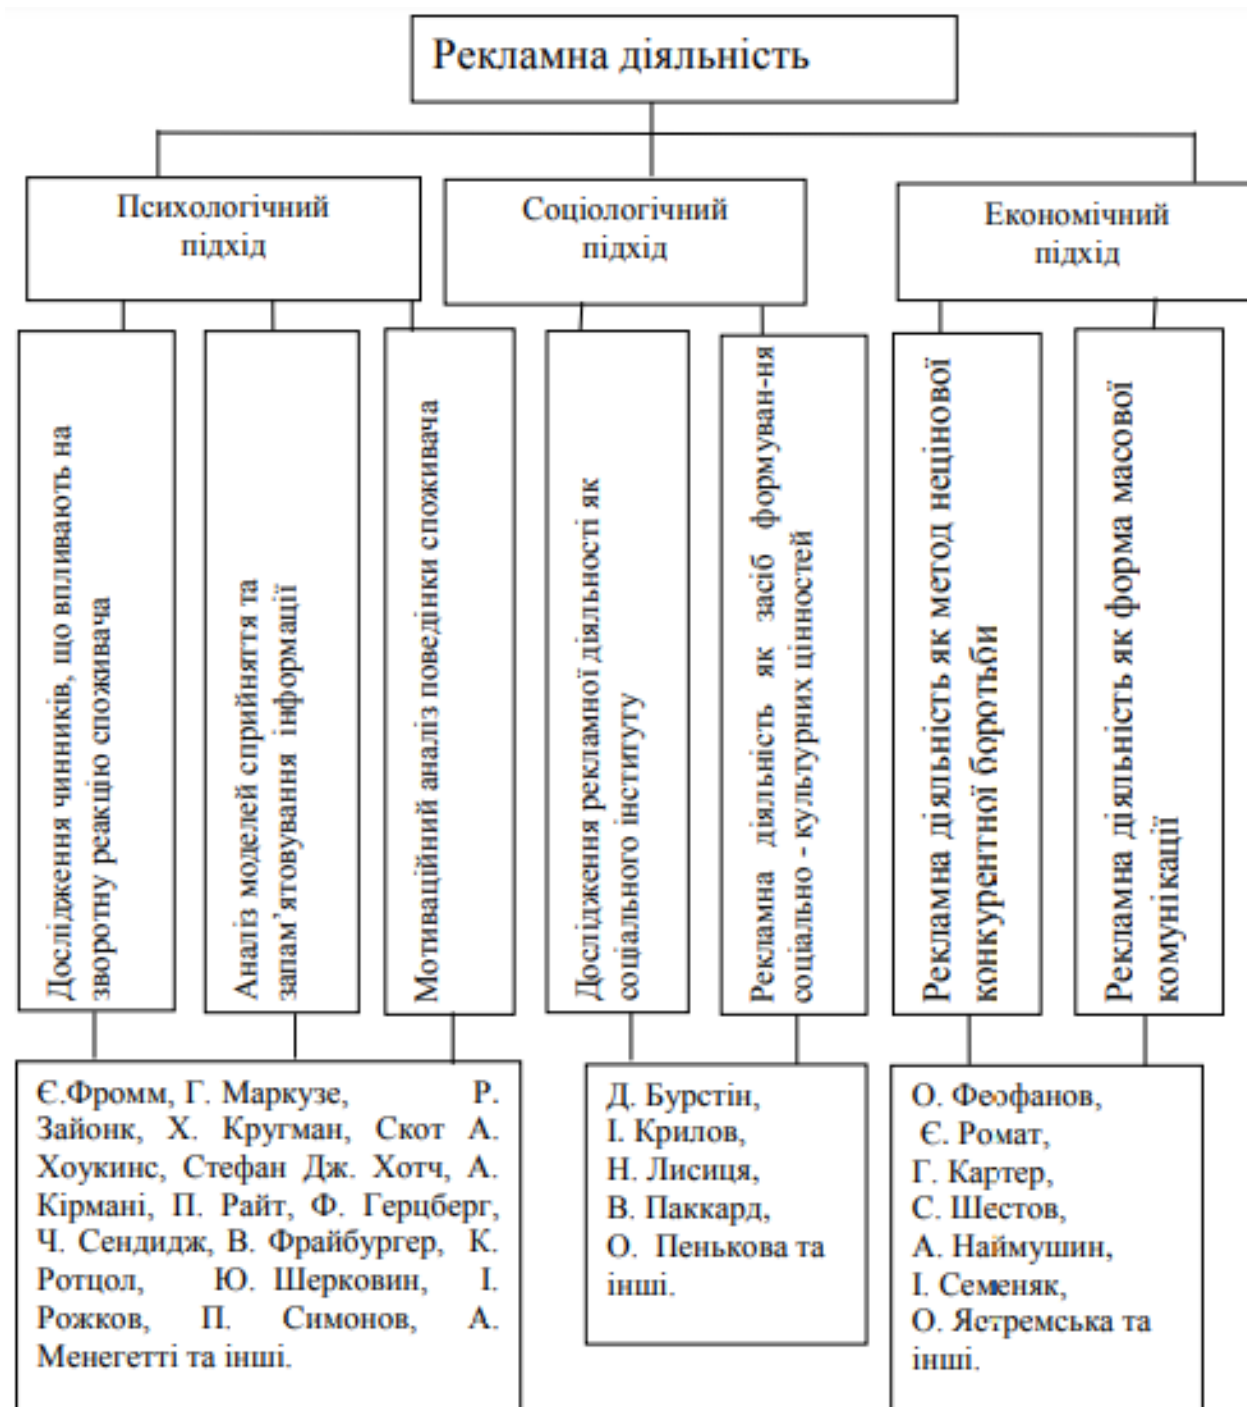 Рекламна діяльність
Психологічний
підхід
Соціологічний
підхід
Економічний
підхід
Дослідження чинників, що впливають на
зворотну реакцію споживача
Аналіз моделей сприйняття та
запам’ятовування інформації
Мотиваційний аналіз поведінки споживача
Дослідження рекламної діяльності як
соціального інституту
Рекламна діяльність як засіб формуван-ня
соціально - культурних цінностей
Рекламна діяльність як метод нецінової
конкурентної боротьби
Рекламна діяльність як форма масової
комунікації
Є.Фромм, Г. Маркузе, Р.
Зайонк, Х. Кругман, Скот А.
Хоукинс, Стефан Дж. Хотч, А.
Кірмані, П. Райт, Ф. Герцберг,
Ч. Сендидж, В. Фрайбургер, К.
Ротцол, Ю. Шерковин, І.
Рожков, П. Симонов, А.
Менегетті та інші.
Д. Бурстін,
І. Крилов,
Н. Лисиця,
В. Паккард,
О. Пенькова та
інші.
О. Феофанов,
Є. Ромат,
Г. Картер,
С. Шестов,
А. Наймушин,
І. Семеняк,
О. Ястремська та
інші.